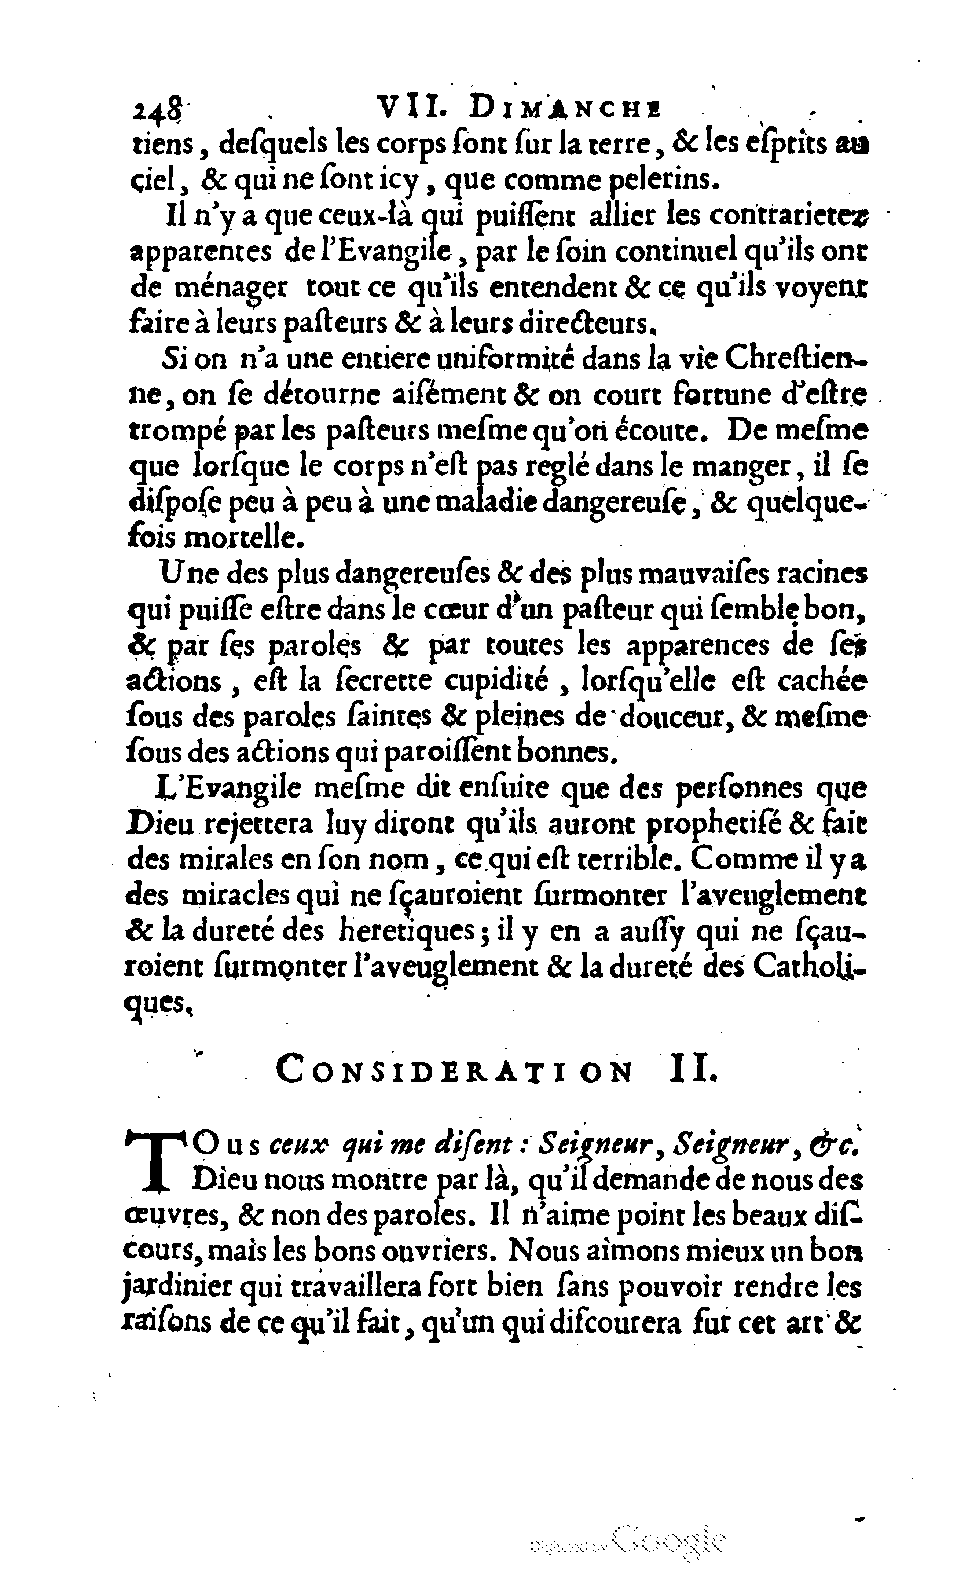 248 VII. DIMANCHE
tiens, deſquels les corps ſont ſur la terre, & les eſprits au
ciel, & qui ne ſont icy, que comme pelerins.
Il n'y a que ceux-là qui puiſſent allier les contrarietez
apparentes de l'Evangile, par le ſoin continuel qu'ils ont
de ménager tout ce qu'ils entendent & ce qu'ils voyent
faire à leurs paſteurs & à leurs directeurs.
Si on n'a une entiere uniformité dans la vie Chreſtien-
ne, on ſe détourne aiſément & on court fortune d'eſtre
trompé par les paſteurs meſme qu'on écoute. De meſme
que lorſque le corps n'eſt pas reglé dans le manger, il ſe
diſpoſe peu à peu à une maladie dangereuſe, & quelque-
fois mortelle.
Une des plus dangereuſes & des plus mauvaiſes racines
qui puiſſe eſtre dans le cœur d'un paſteur qui ſemble bon,
& par ſes paroles & par toutes les apparences de ſes
actions, eſt la ſecrette cupidité, lorſqu'elle eſt cachée
ſous des paroles ſaintes & pleines de douceur, & meſme
ſous des actions qui paroiſſent bonnes.
L'Evangile meſme dit enſuite que des perſonnes que
Dieu rejettera luy diront qu'ils auront prophetiſé & fait
des mirales en ſon nom, ce qui eſt terrible. Comme il y a
des miracles qui ne ſçauroient ſurmonter l'aveuglement
& la dureté des heretiques; il y en a auſſy qui ne ſçau-
roient ſurmonter l'aveuglement & la dureté des Catholi-
ques.
CONSIDERATION II.
TOus ceux qui me diſent: Seigneur, Seigneur, &c.
Dieu nous montre par là, qu'il demande de nous des
œuvres, & non des paroles. Il n'aime point les beaux diſ-
cours, mais les bons ouvriers. Nous aimons mieux un bon
jardinier qui travaillera fort bien ſans pouvoir rendre les
raiſons de ce qu'il fait, qu'un qui diſcourera ſur cet art &
Digitized by Google